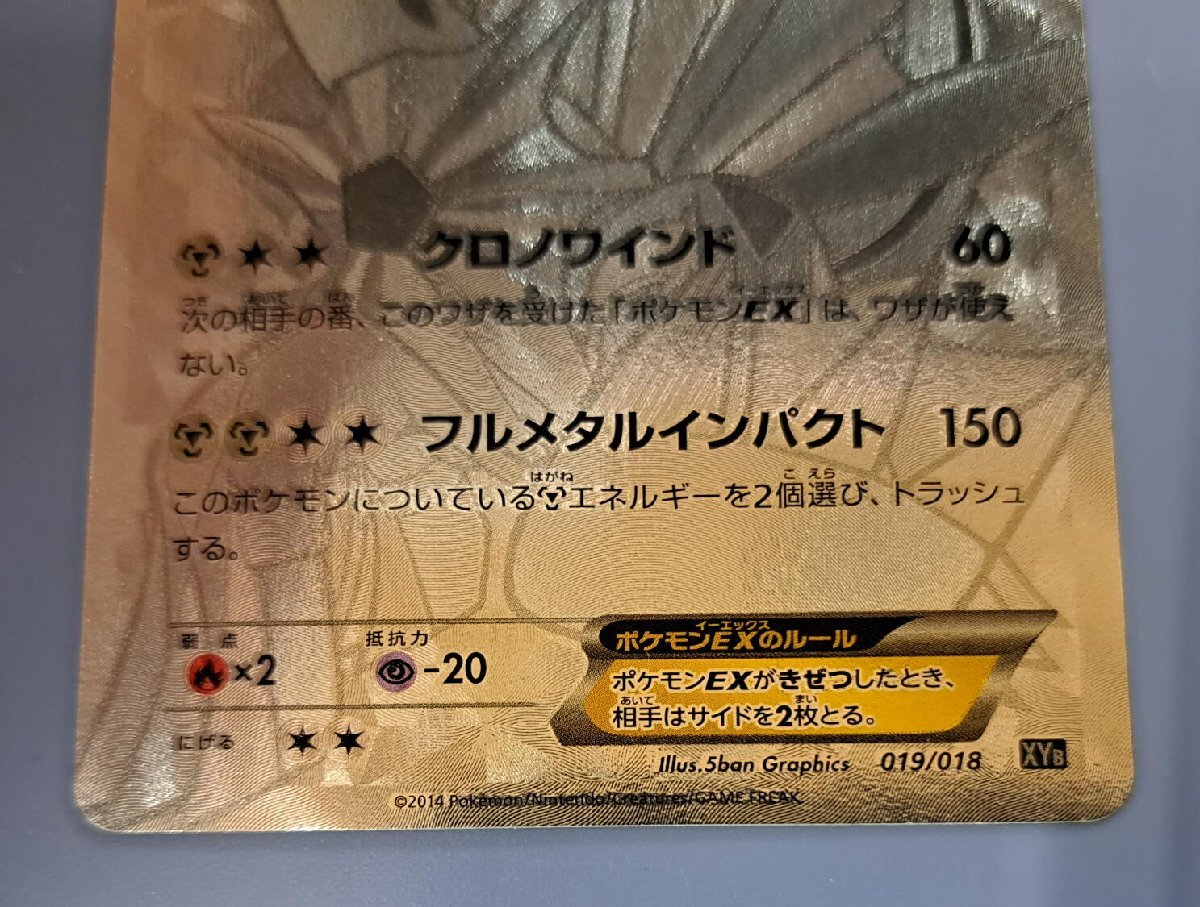 クロノワインド 60
次の相手の番、このワザを受けた「ポケモンEX」は、ワザが使え
ない。
フルメタルインパクト 150
このポケモンについているエネルギーを2個選び、トラッシュ
する。
弱点 ×2
抵抗力 -20
にげる
ポケモンEXのルール
ポケモンEXがきぜつしたとき、
相手はサイドを2枚とる。
Illus.5ban Graphics 019/018 XY B
©2014 Pokémon/Nintendo/Creatures/GAME FREAK.